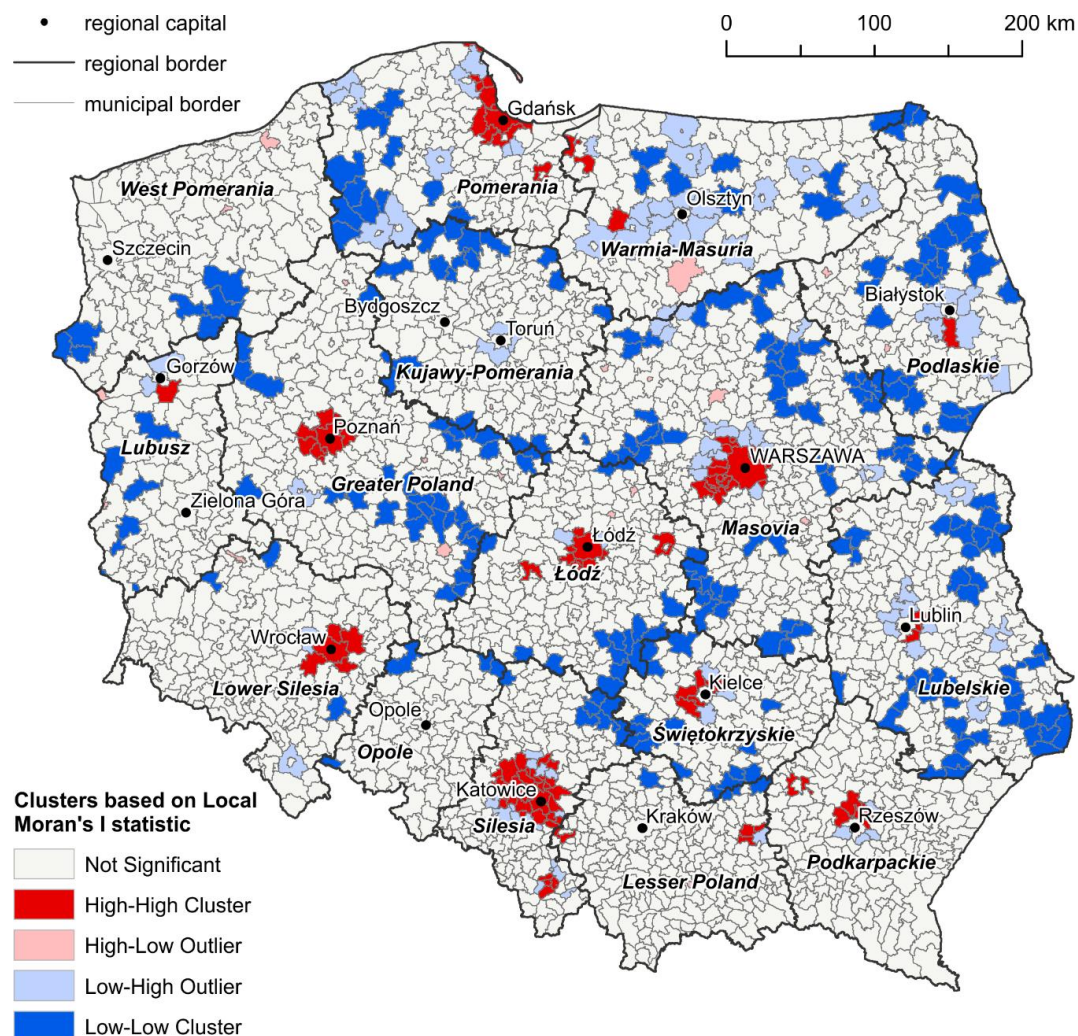 regional capital
regional border
municipal border
0 100 200 km
Gdańsk
West Pomerania
Pomerania
Olsztyn
Szczecin
Warmia-Masuria
Białystok
Bydgoszcz
Toruń
Gorzów
Kujawy-Pomerania
Podlaskie
Poznań
Lubusz
WARSZAWA
Greater Poland
Zielona Góra
Masovia
Łódź
Łódź
Lublin
Wrocław
Lower Silesia
Kielce
Lubelskie
Opole
Świętokrzyskie
Opole
Katowice
Silesia
Kraków
Rzeszów
Podkarpackie
Lesser Poland
Clusters based on Local
Moran's I statistic
Not Significant
High-High Cluster
High-Low Outlier
Low-High Outlier
Low-Low Cluster